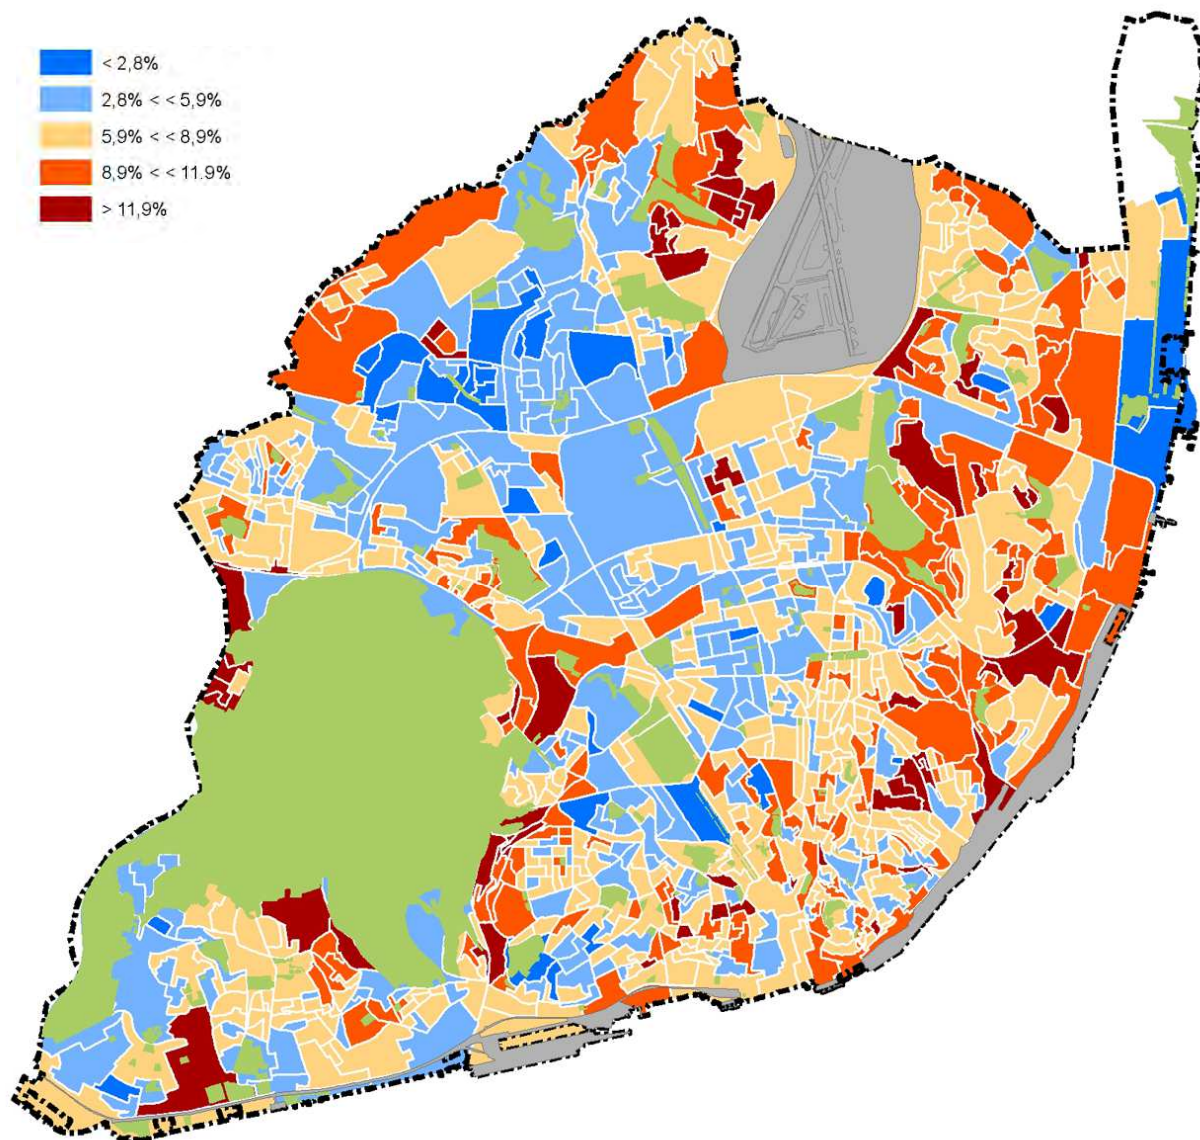 < 2,8%
2,8% < < 5,9%
5,9% < < 8,9%
8,9% < < 11.9%
> 11,9%